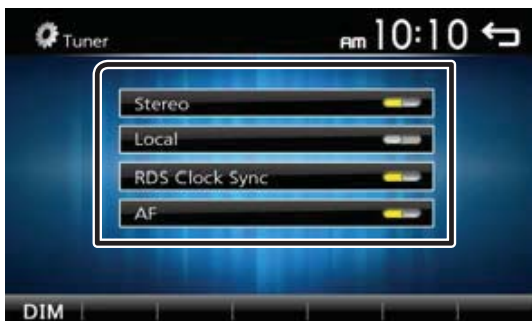 Tuner
AM 10:10
Stereo
Local
RDS Clock Sync
AF
DIM